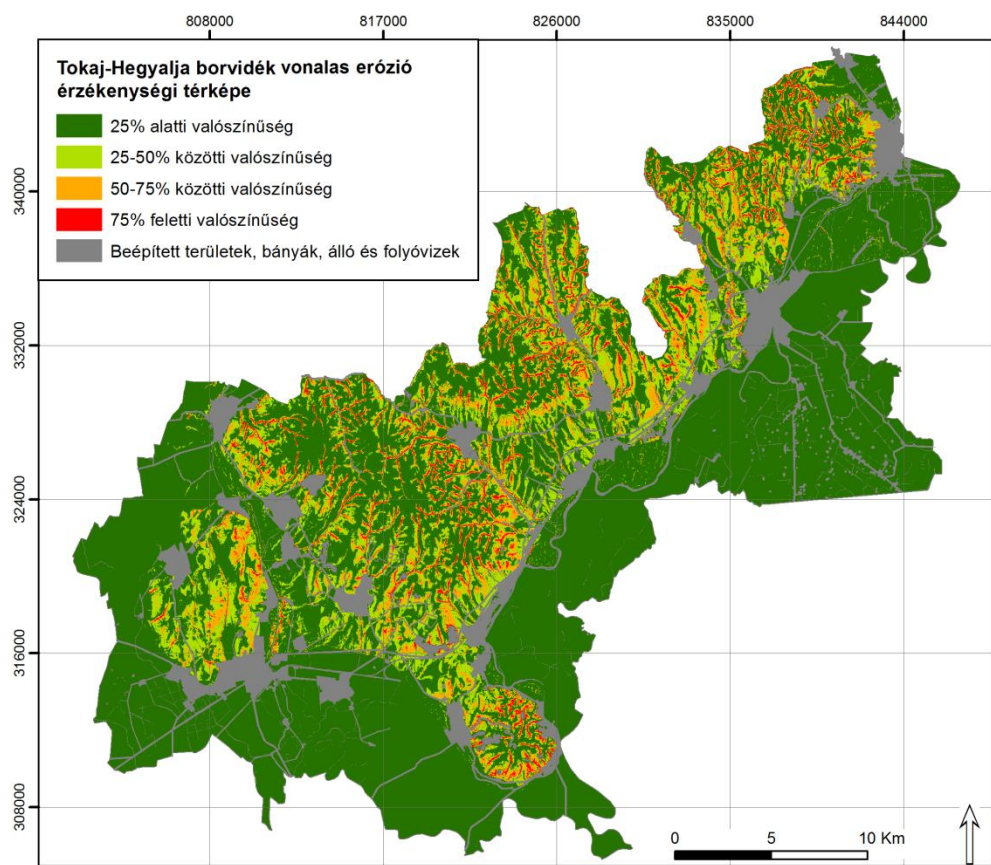 808000 817000 826000 835000 844000
Tokaj-Hegyalja borvidék vonalas erózió
érzékenységi térképe
25% alatti valószínűség
25-50% közötti valószínűség
50-75% közötti valószínűség
75% feletti valószínűség
Beépített területek, bányák, álló és folyóvizek
340000
332000
324000
316000
308000
0 5 10 Km